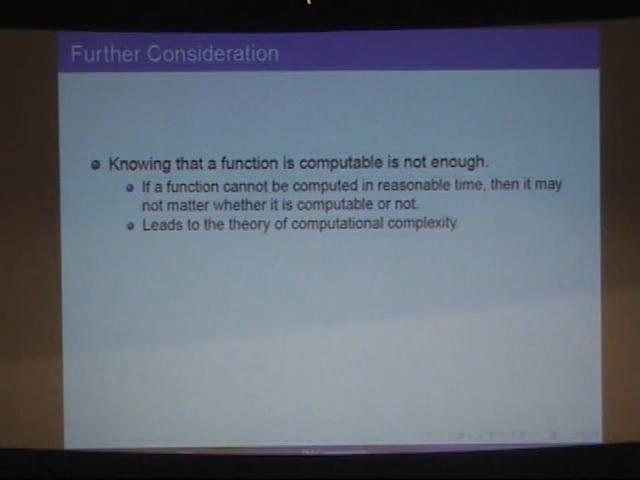 Further Consideration
Knowing that a function is computable is not enough.
If a function cannot be computed in reasonable time, then it may
not matter whether it is computable or not.
Leads to the theory of computational complexity.